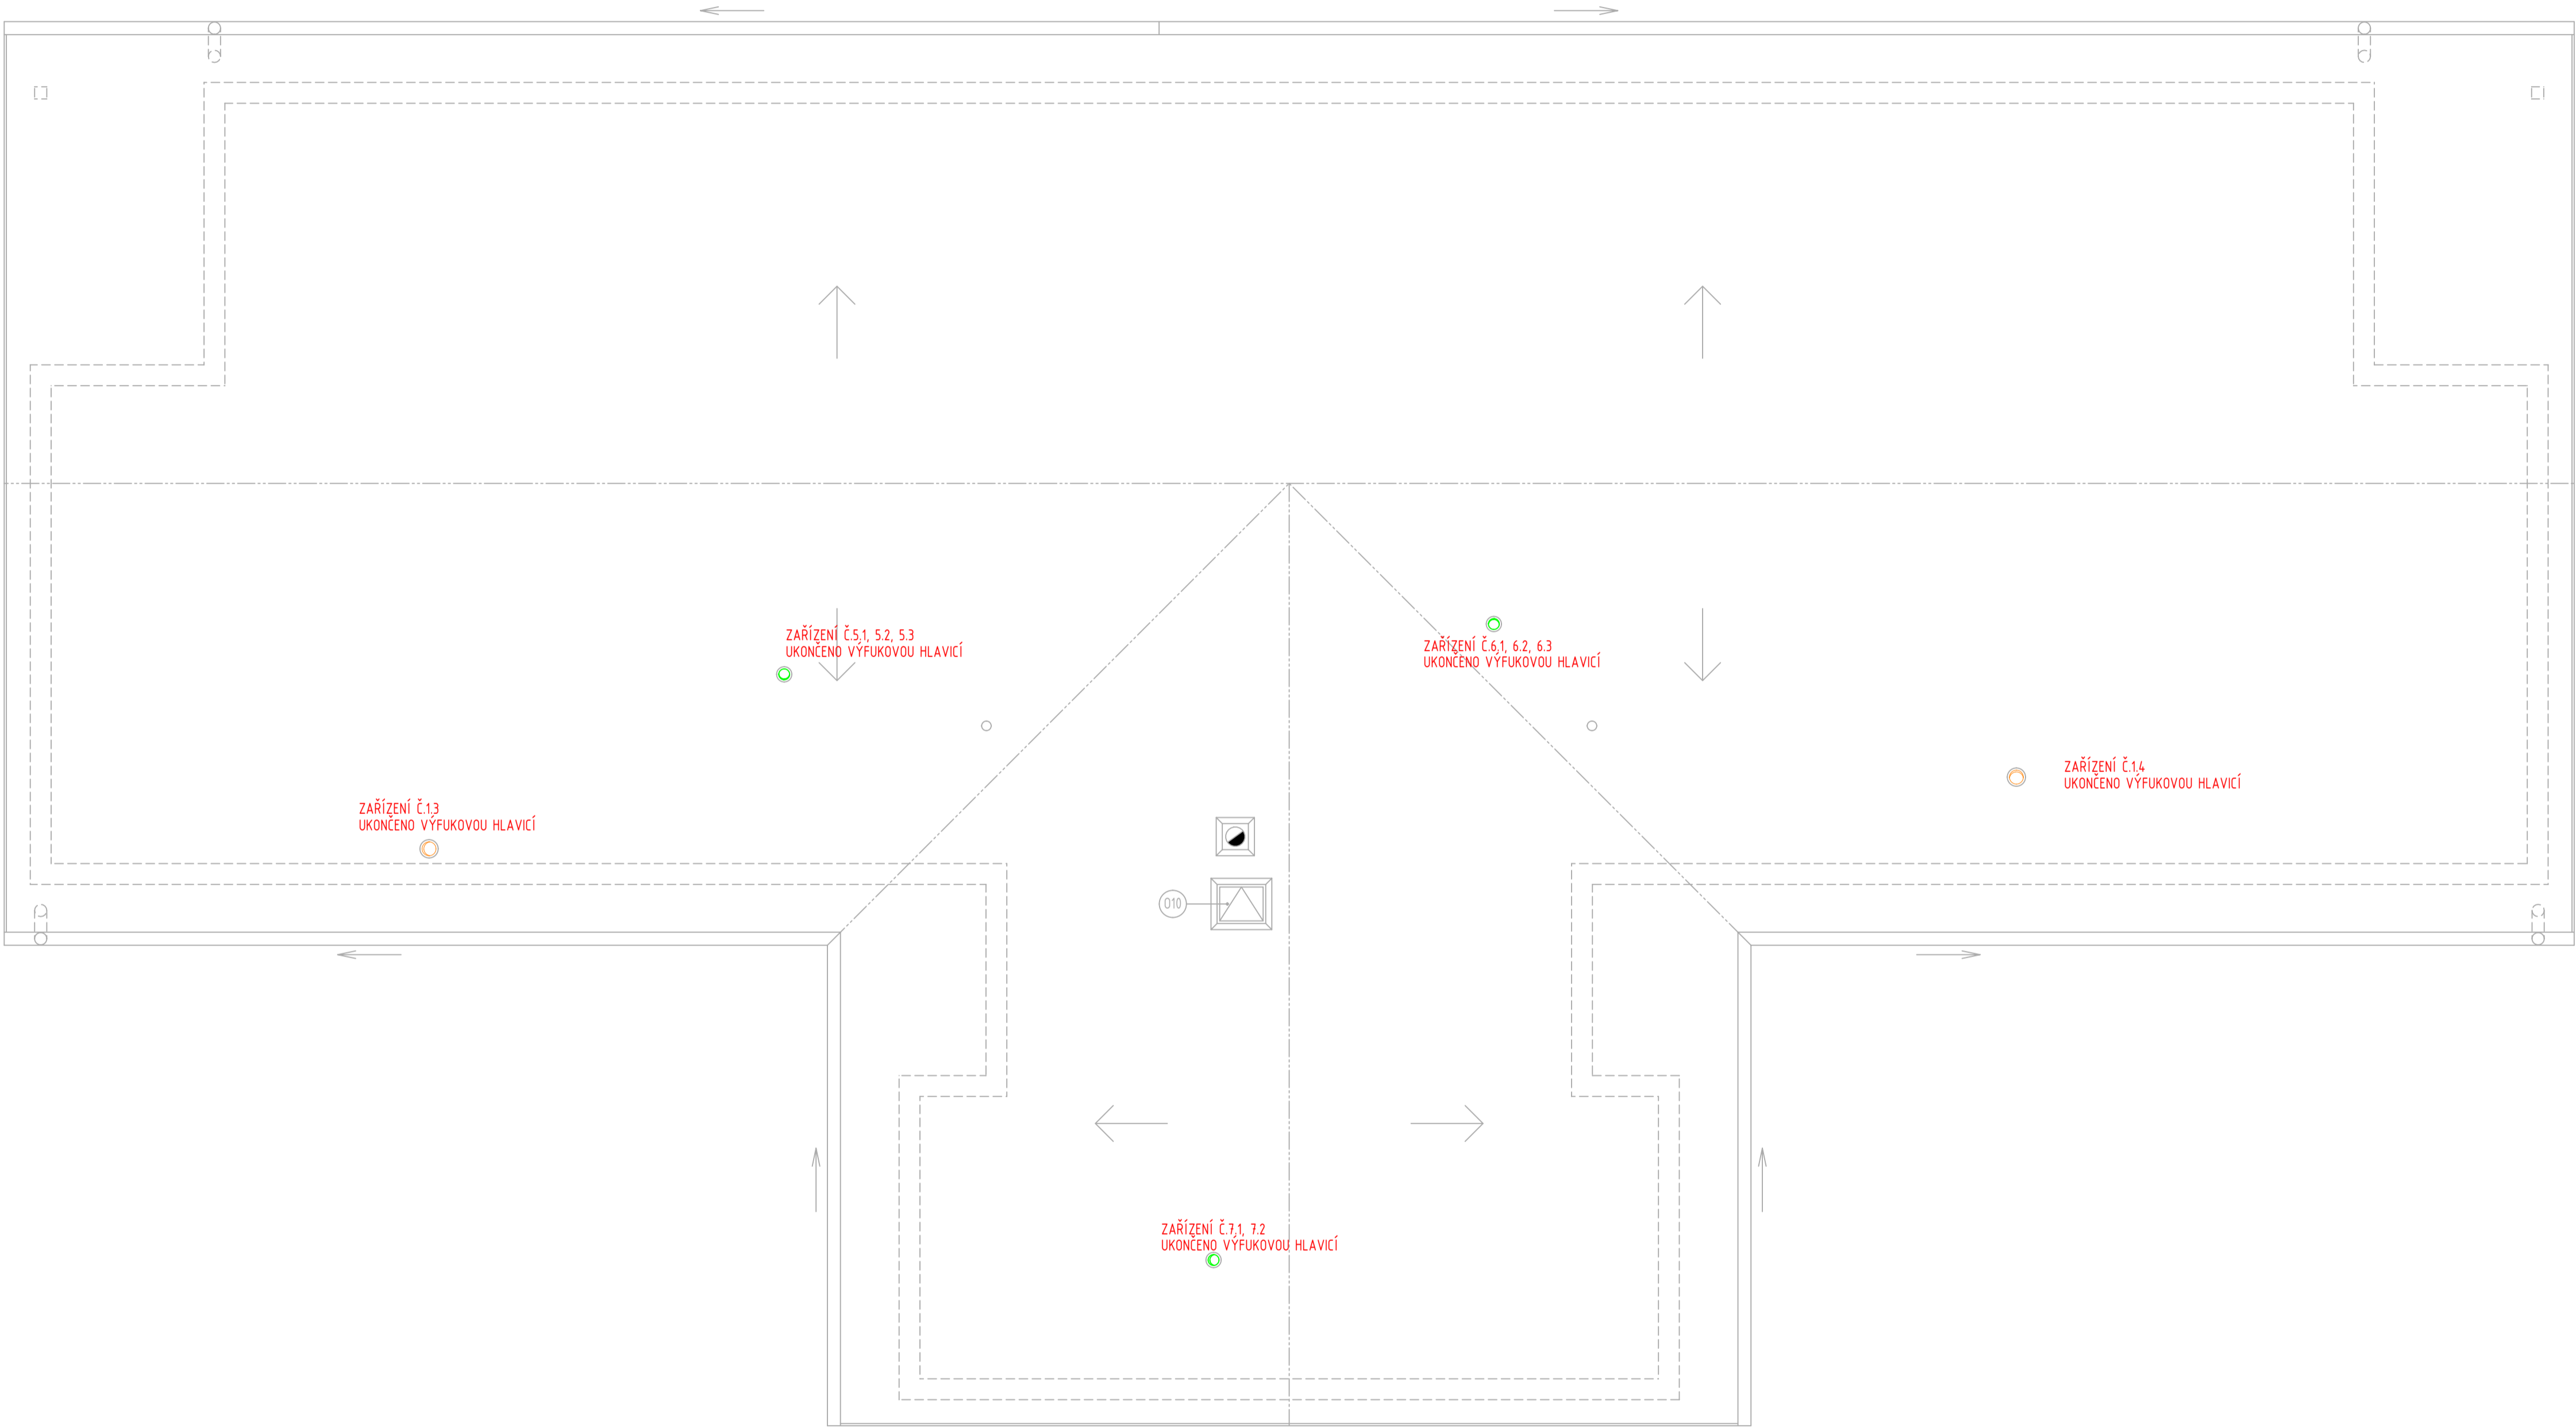 ZAŘÍZENÍ Č.5.1, 5.2, 5.3
UKONČENO VÝFUKOVOU HLAVICÍ
ZAŘÍZENÍ Č.6.1, 6.2, 6.3
UKONČENO VÝFUKOVOU HLAVICÍ
ZAŘÍZENÍ Č.1.4
UKONČENO VÝFUKOVOU HLAVICÍ
ZAŘÍZENÍ Č.1.3
UKONČENO VÝFUKOVOU HLAVICÍ
O10
ZAŘÍZENÍ Č.7.1, 7.2
UKONČENO VÝFUKOVOU HLAVICÍ